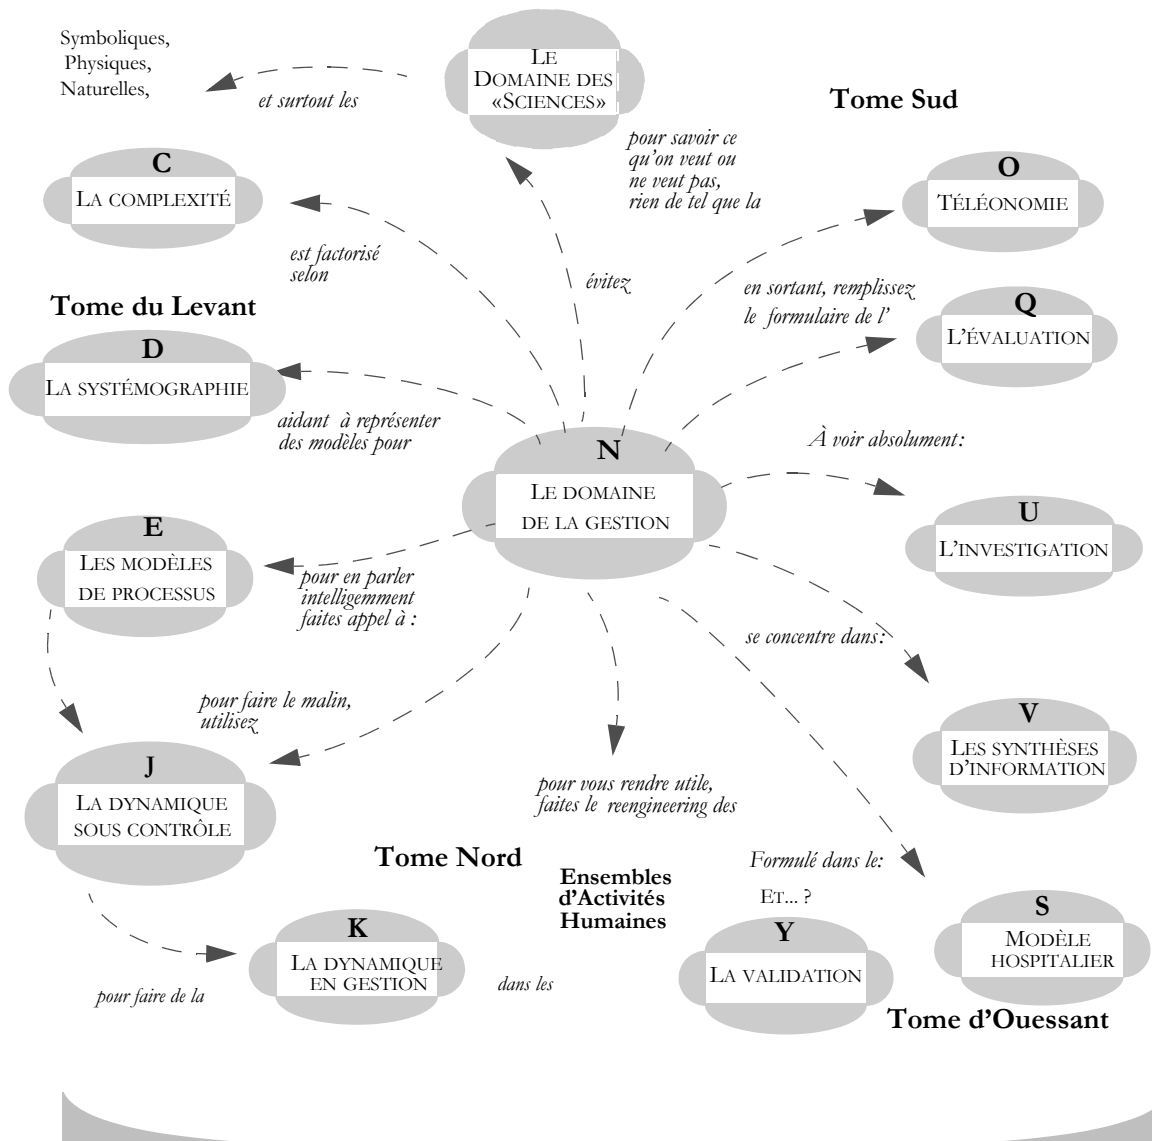 Symboliques,
Physiques,
Naturelles,
et surtout les
LE
DOMAINE DES
«SCIENCES»
Tome Sud
pour savoir ce
qu'on veut ou
ne veut pas,
rien de tel que la
C
LA COMPLEXITÉ
O
TÉLÉONOMIE
est factorisé
selon
évitez
en sortant, remplissez
le formulaire de l'
Tome du Levant
Q
L'ÉVALUATION
D
LA SYSTÉMOGRAPHIE
aidant à représenter
des modèles pour
À voir absolument:
N
LE DOMAINE
DE LA GESTION
U
L'INVESTIGATION
E
LES MODÈLES
DE PROCESSUS
pour en parler
intelligemment
faites appel à :
se concentre dans:
pour faire le malin,
utilisez
V
LES SYNTHÈSES
D'INFORMATION
J
LA DYNAMIQUE
SOUS CONTRÔLE
pour vous rendre utile,
faites le reengineering des
Tome Nord
Ensembles
d'Activités
Humaines
Formulé dans le:
ET... ?
K
LA DYNAMIQUE
EN GESTION
pour faire de la
dans les
Y
LA VALIDATION
S
MODÈLE
HOSPITALIER
Tome d'Ouessant